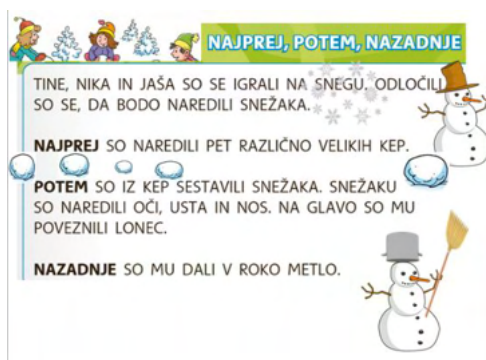 NAJPREJ, POTEM, NAZADNJE
TINE, NIKA IN JAŠA SO SE IGRALI NA SNEGU. ODLOČILI
SO SE, DA BODO NAREDILI SNEŽAKA.
NAJPREJ SO NAREDILI PET RAZLIČNO VELIKIH KEP.
POTEM SO IZ KEP SESTAVILI SNEŽAKA. SNEŽAKU
SO NAREDILI OČI, USTA IN NOS. NA GLAVO SO MU
POVEZNILI LONEC.
NAZADNJE SO MU DALI V ROKO METLO.